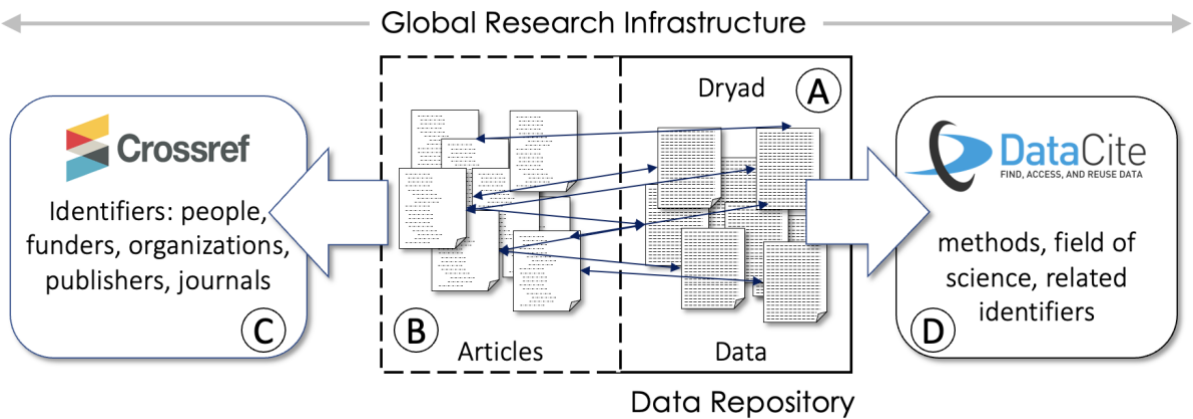 Global Research Infrastructure
Crossref
Identifiers: people,
funders, organizations,
publishers, journals
C
Dryad
A
B
Articles
Data
Data Repository
DataCite
FIND, ACCESS, AND REUSE DATA
methods, field of
science, related
identifiers
D